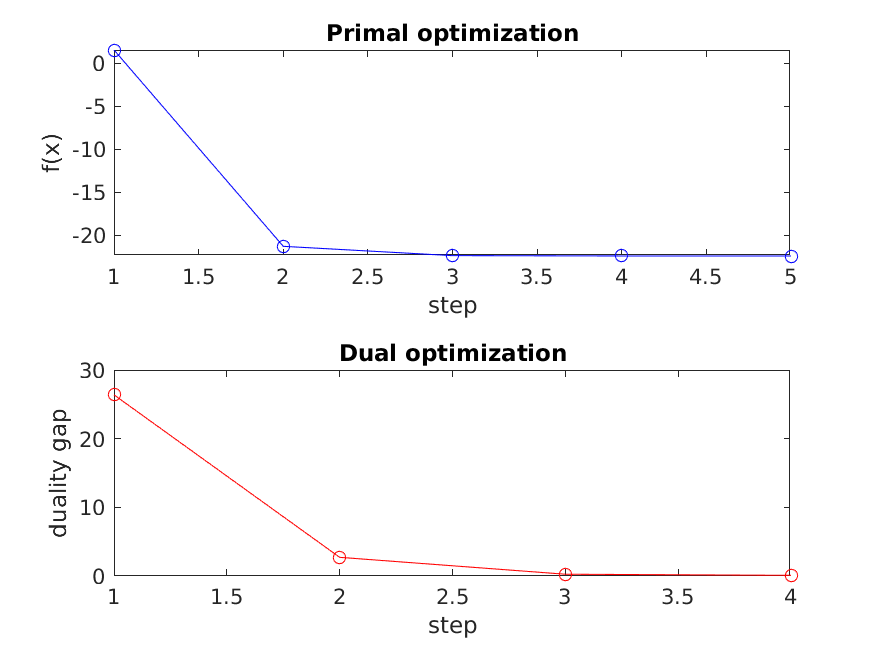 Primal optimization
0
-5
-10
-15
-20
f(x)
1 1.5 2 2.5 3 3.5 4 4.5 5
step
Dual optimization
30
20
10
0
duality gap
1 1.5 2 2.5 3 3.5 4
step